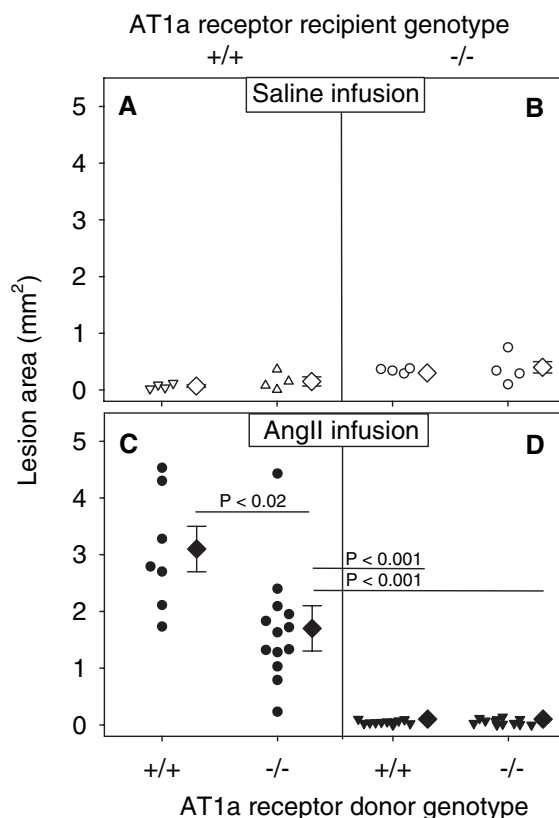 AT1a receptor recipient genotype
+/+ -/-
A Saline infusion B
5
4
3
2
1
0
Lesion area (mm²)
C AngII infusion D
5
4
3
2
1
0
P < 0.02
P < 0.001
P < 0.001
+/+ -/- +/+ -/-
AT1a receptor donor genotype